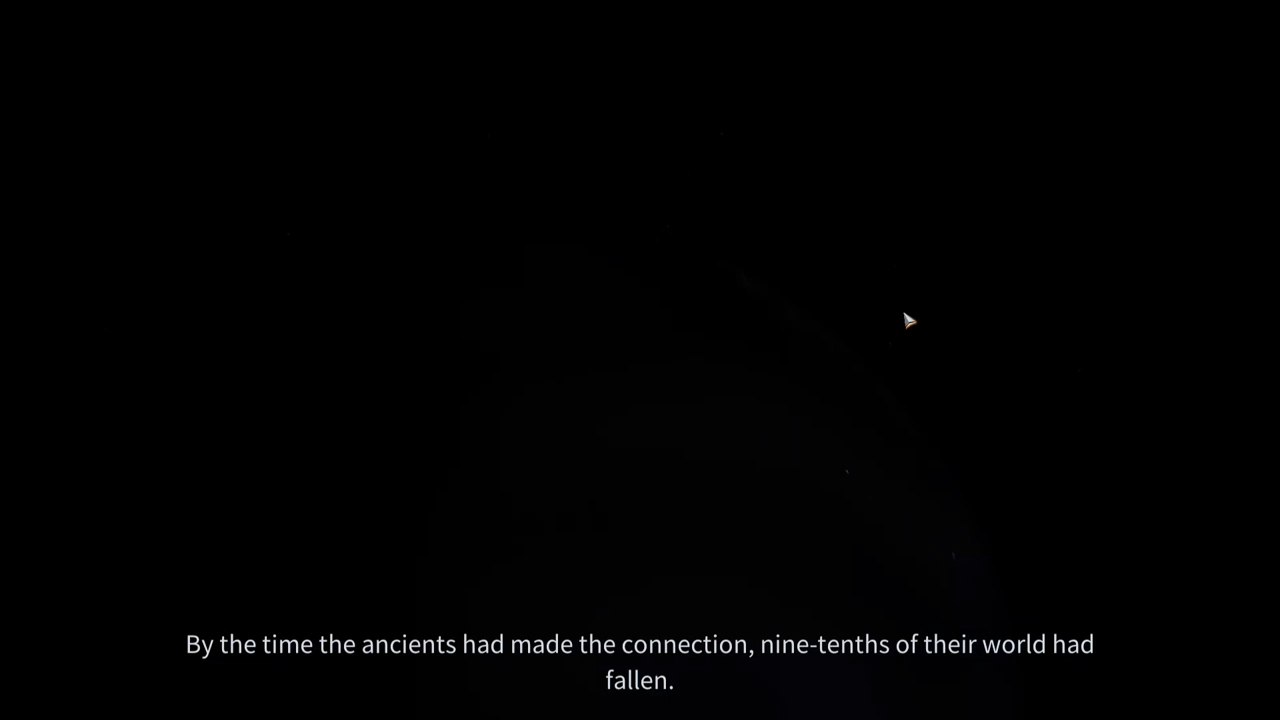 By the time the ancients had made the connection, nine-tenths of their world had
fallen.